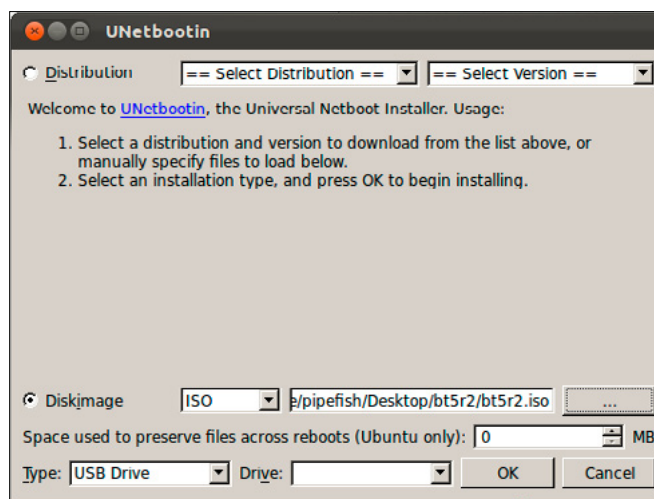 UNetbootin
Distribution == Select Distribution == == Select Version ==
Welcome to UNetbootin, the Universal Netboot Installer. Usage:
1. Select a distribution and version to download from the list above, or
manually specify files to load below.
2. Select an installation type, and press OK to begin installing.
Diskimage ISO e/pipefish/Desktop/bt5r2/bt5r2.iso ...
Space used to preserve files across reboots (Ubuntu only): 0 MB
Type: USB Drive Drive: OK Cancel